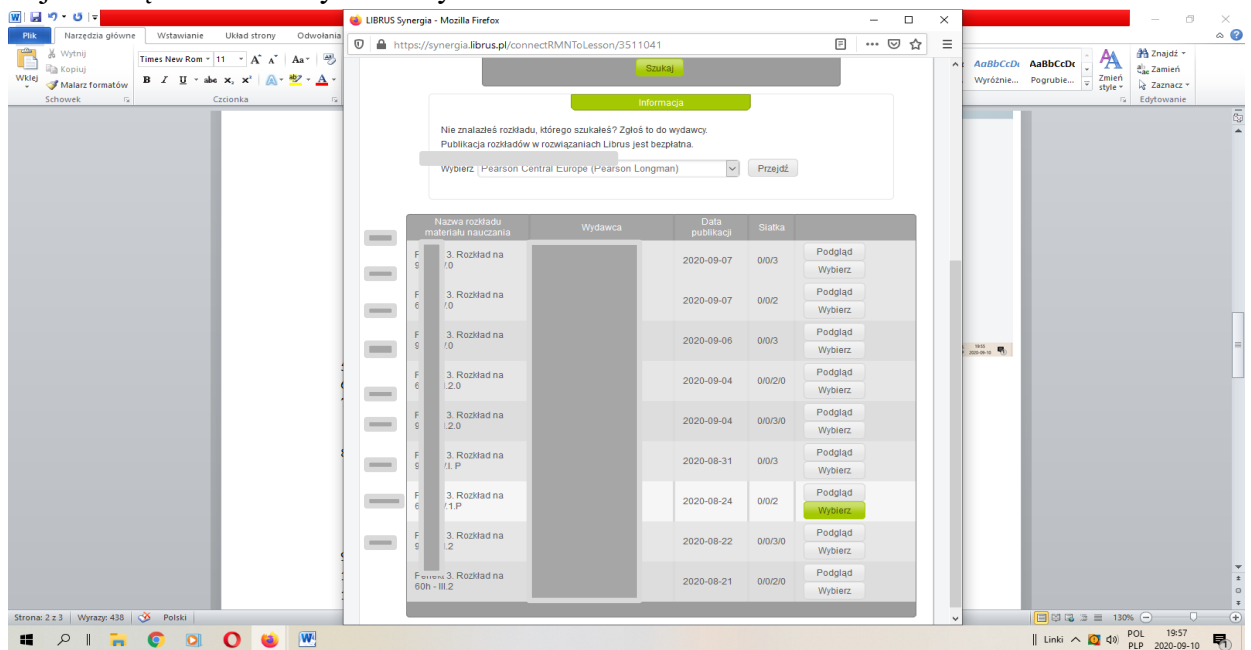 LIBRUS Synergia - Mozilla Firefox
Plik Narzędzia główne Wstawianie Układ strony Odwołania
https://synergia.librus.pl/connectRMNToLesson/3511041
Wklej
Wytnij
Kopiuj
Malarz formatów
Schowek
Times New Rom 11
Czcionka
AaBbCcDc AaBbCcDc
Wyróżnie... Pogrubie...
Zmień style
Znajdź
Zamień
Zaznacz
Edytowanie
Szukaj
Informacja
Nie znalazłeś rozkładu, którego szukałeś? Zgłoś to do wydawcy.
Publikacja rozkładów w rozwiązaniach Librus jest bezpłatna.
Wybierz Pearson Central Europe (Pearson Longman) Przejdź
Nazwa rozkładu materiału nauczania Wydawca Data publikacji Siatka
3. Rozkład na 2020-09-07 0/0/3 Podgląd Wybierz
3. Rozkład na 2020-09-07 0/0/2 Podgląd Wybierz
3. Rozkład na 2020-09-06 0/0/3 Podgląd Wybierz
3. Rozkład na 2020-09-04 0/0/2/0 Podgląd Wybierz
3. Rozkład na 2020-09-04 0/0/3/0 Podgląd Wybierz
3. Rozkład na 2020-08-31 0/0/3 Podgląd Wybierz
3. Rozkład na 2020-08-24 0/0/2 Podgląd Wybierz
3. Rozkład na 2020-08-22 0/0/3/0 Podgląd Wybierz
3. Rozkład na 2020-08-21 0/0/2/0 Podgląd
60h - III.2 Wybierz
Strona: 2 z 3 Wyrazy: 438 Polski 130%
Linki POL 19:57
PLP 2020-09-10